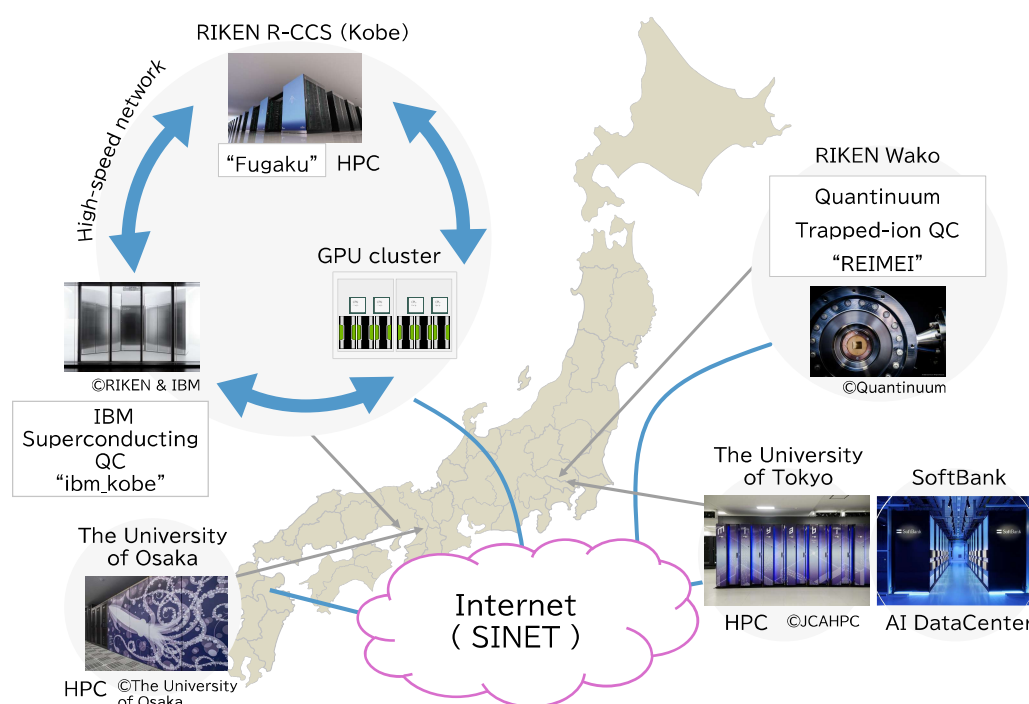 RIKEN R-CCS (Kobe)
High-speed network
“Fugaku” HPC
GPU cluster
©RIKEN & IBM
IBM
Superconducting
QC
“ibm_kobe”
RIKEN Wako
Quantinuum
Trapped-ion QC
“REIMEI”
©Quantinuum
The University
of Osaka
HPC ©The University
of Osaka
Internet
( SINET )
The University
of Tokyo
HPC ©JCAHPC
SoftBank
SoftBank
SoftBank
AI DataCenter